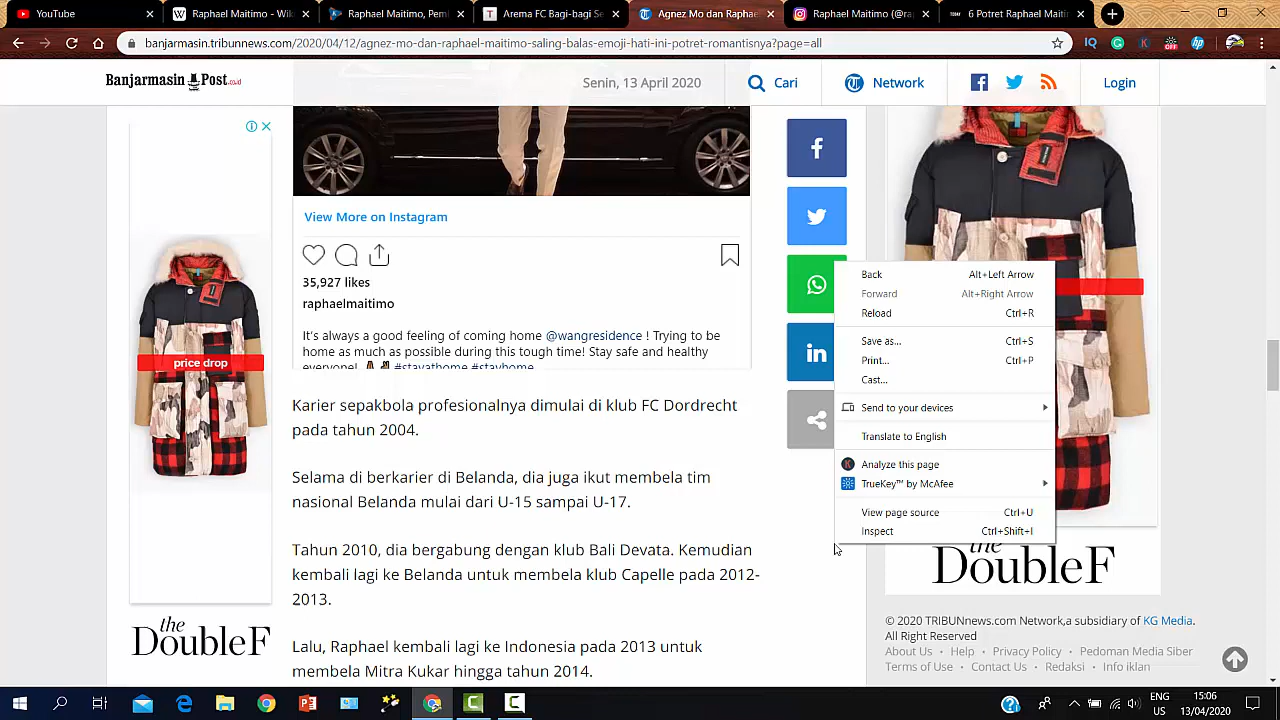 YouTube
Raphael Maitimo - Wik
Raphael Maitimo, Pem
Arema FC Bagi-bagi Se
Agnez Mo dan Raphae
Raphael Maitimo (@ra
6 Potret Raphael Maiti
banjarmasin.tribunnews.com/2020/04/12/agnez-mo-dan-raphael-maitimo-saling-balas-emoji-hati-ini-potret-romantisnya?page=all
Banjarmasin Post.co.id
Senin, 13 April 2020
Cari
Network
Login
View More on Instagram
35,927 likes
raphaelmaitimo
It's always a good feeling of coming home @wangresidence ! Trying to
home as much as possible during this tough time! Stay safe and healthy
everyone! #stayathome #stayhome
Karier sepakbola profesionalnya dimulai di klub FC Dordrecht
pada tahun 2004.
Selama di berkarier di Belanda, dia juga ikut membela tim
nasional Belanda mulai dari U-15 sampai U-17.
Tahun 2010, dia bergabung dengan klub Bali Devata. Kemudian
kembali lagi ke Belanda untuk membela klub Capelle pada 2012-
2013.
Lalu, Raphael kembali lagi ke Indonesia pada 2013 untuk
membela Mitra Kukar hingga tahun 2014.
price drop
the
DoubleF
Back Alt+Left Arrow
Forward Alt+Right Arrow
Reload Ctrl+R
Save as... Ctrl+S
Print... Ctrl+P
Cast...
Send to your devices
Translate to English
Analyze this page
TrueKey™ by McAfee
View page source Ctrl+U
Inspect Ctrl+Shift+I
the
DoubleF
© 2020 TRIBUNnews.com Network,a subsidiary of KG Media.
All Right Reserved
About Us Help Privacy Policy Pedoman Media Siber
Terms of Use Contact Us Redaksi Info iklan
ENG
US
15:06
13/04/2020